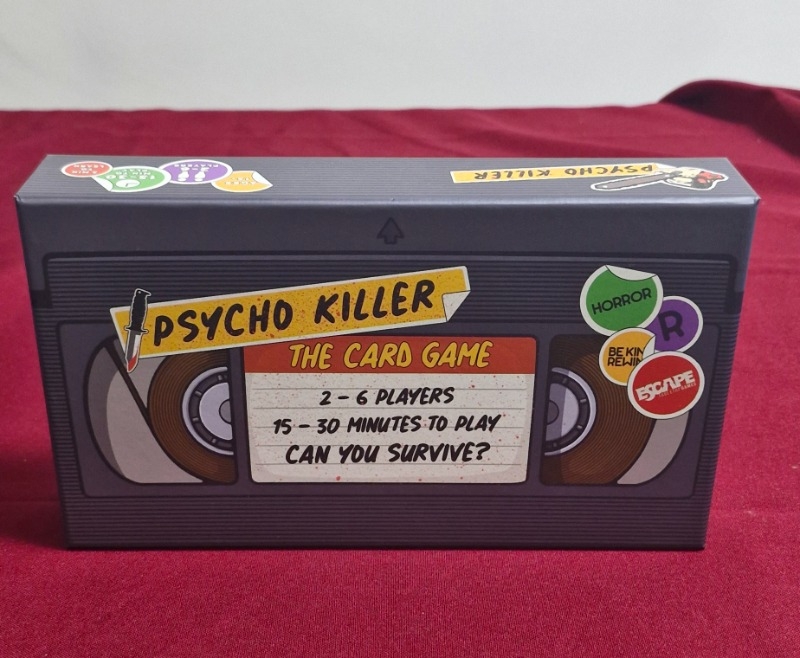 PSYCHO KILLER
PSYCHO KILLER
THE CARD GAME
2 - 6 PLAYERS
15 - 30 MINUTES TO PLAY
CAN YOU SURVIVE?
HORROR
R
BE KIN
REWIN
ESCAPE